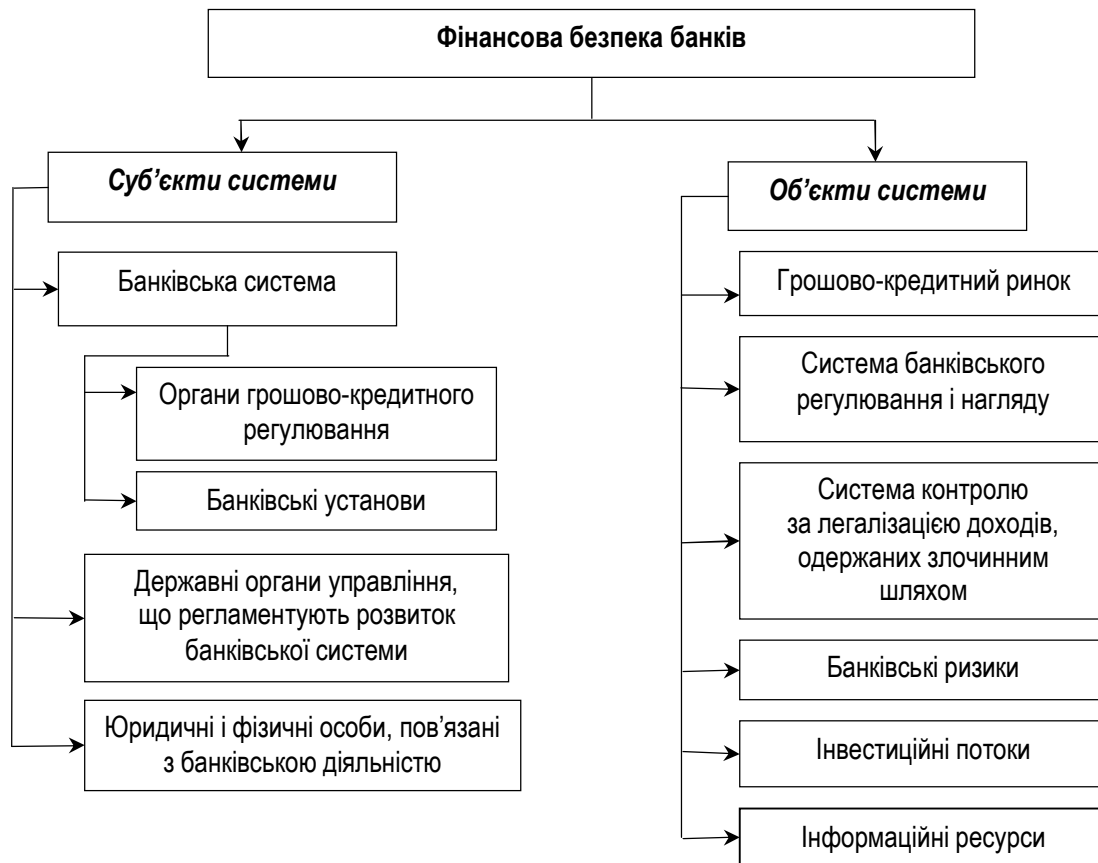 Фінансова безпека банків
Суб’єкти системи
Банківська система
Органи грошово-кредитного
регулювання
Банківські установи
Державні органи управління,
що регламентують розвиток
банківської системи
Юридичні і фізичні особи, пов’язані
з банківською діяльністю
Об’єкти системи
Грошово-кредитний ринок
Система банківського
регулювання і нагляду
Система контролю
за легалізацією доходів,
одержаних злочинним
шляхом
Банківські ризики
Інвестиційні потоки
Інформаційні ресурси